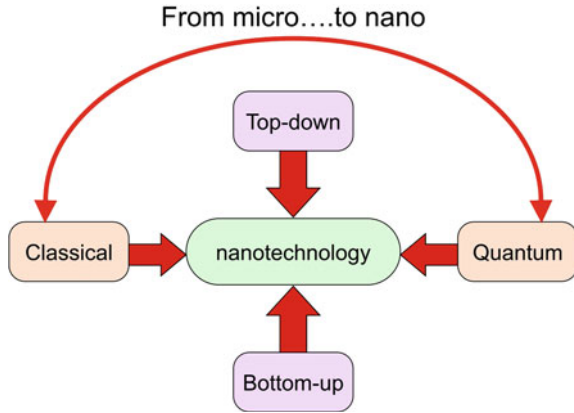 From micro....to nano
Top-down
Classical
nanotechnology
Quantum
Bottom-up